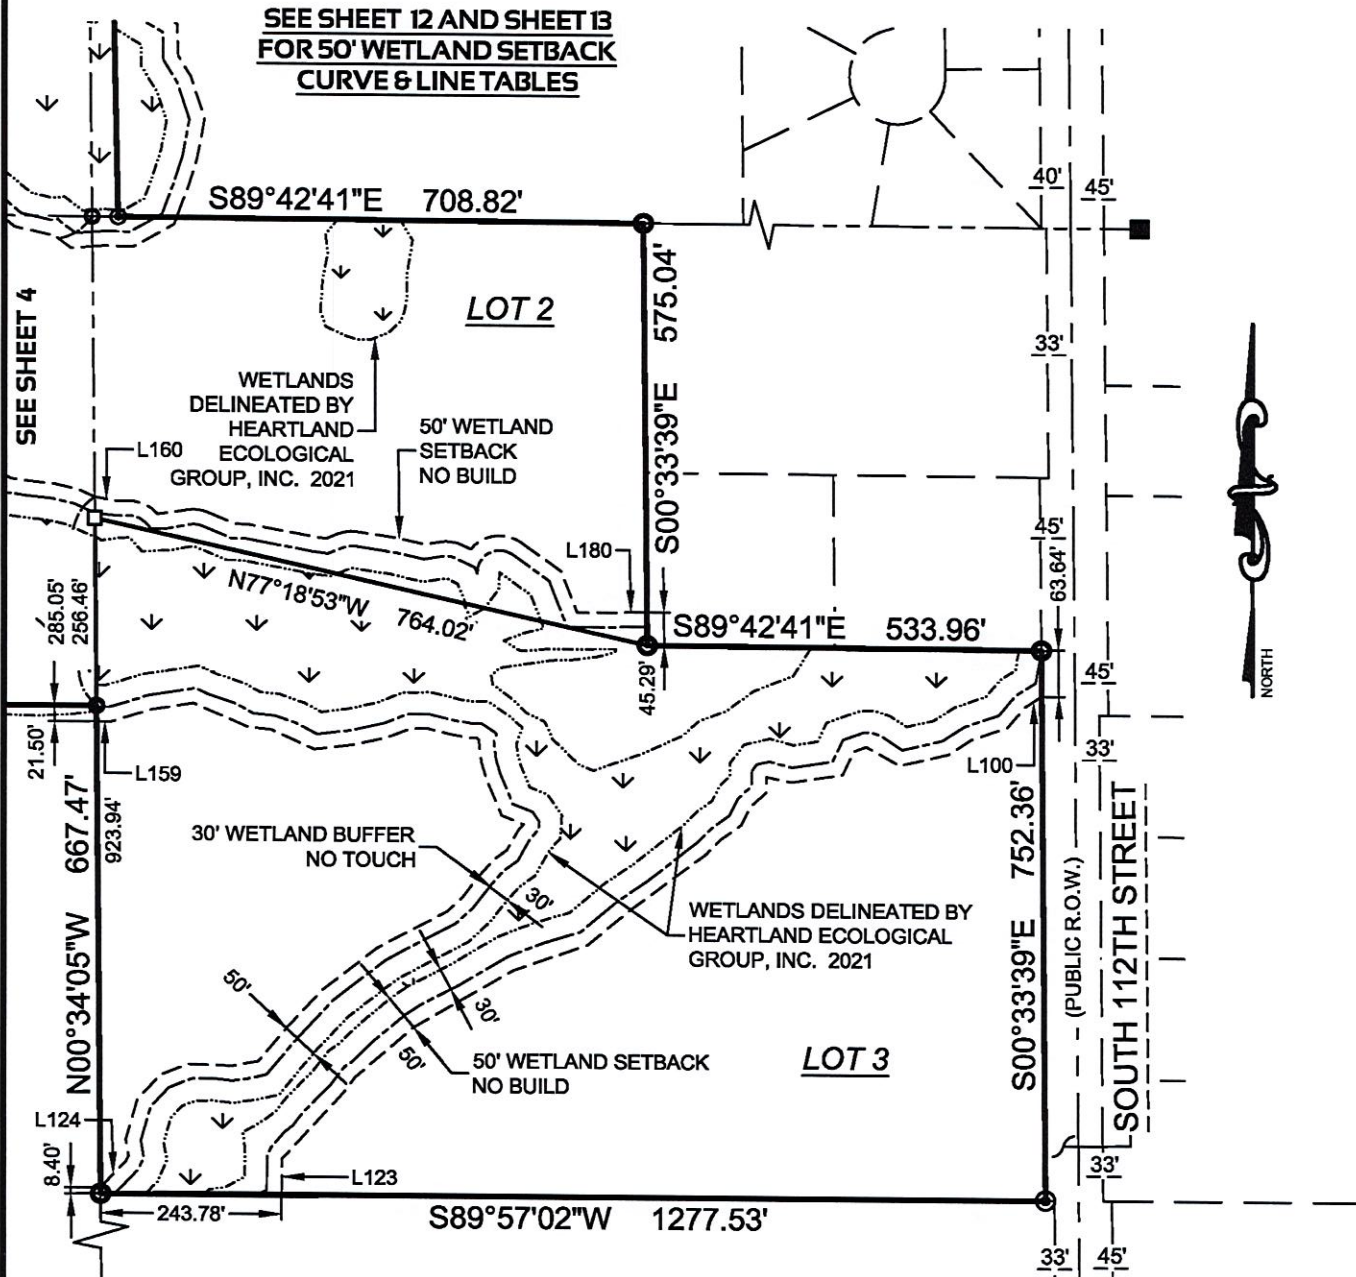 SEE SHEET 12 AND SHEET 13
FOR 50' WETLAND SETBACK
CURVE & LINE TABLES
S89°42'41"E 708.82'
40'
45'
SEE SHEET 4
LOT 2
S00°33'39"E 575.04'
33'
WETLANDS
DELINEATED BY
HEARTLAND
ECOLOGICAL
GROUP, INC. 2021
50' WETLAND
SETBACK
NO BUILD
L160
L180
45'
63.64'
N77°18'53"W 764.02'
285.05'
256.46'
S89°42'41"E 533.96'
45.29'
45'
NORTH
21.50'
L159
L100
33'
N00°34'05"W 667.47'
923.94'
30' WETLAND BUFFER
NO TOUCH
30'
WETLANDS DELINEATED BY
HEARTLAND ECOLOGICAL
GROUP, INC. 2021
S00°33'39"E 752.36'
(PUBLIC R.O.W.)
SOUTH 112TH STREET
50'
30'
50'
50' WETLAND SETBACK
NO BUILD
LOT 3
L124
8.40'
L123
33'
243.78'
S89°57'02"W 1277.53'
33'
45'